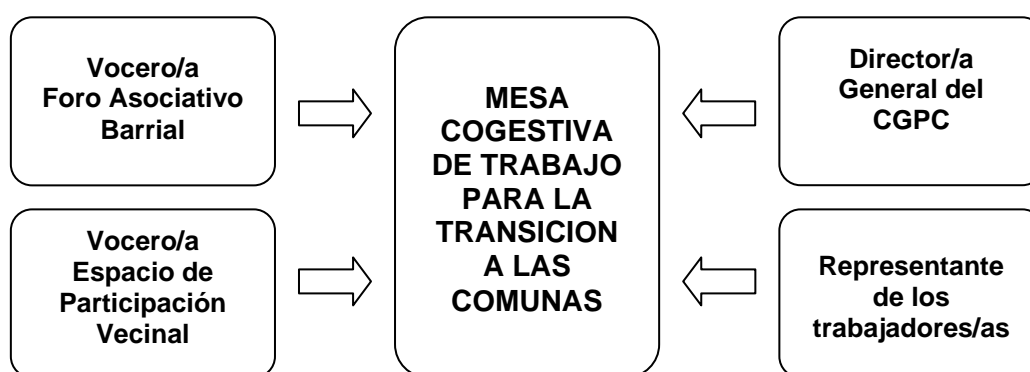 Vocero/a
Foro Asociativo
Barrial
Vocero/a
Espacio de
Participación
Vecinal
MESA
COGESTIVA
DE TRABAJO
PARA LA
TRANSICION
A LAS
COMUNAS
Director/a
General del
CGPC
Representante
de los
trabajadores/as